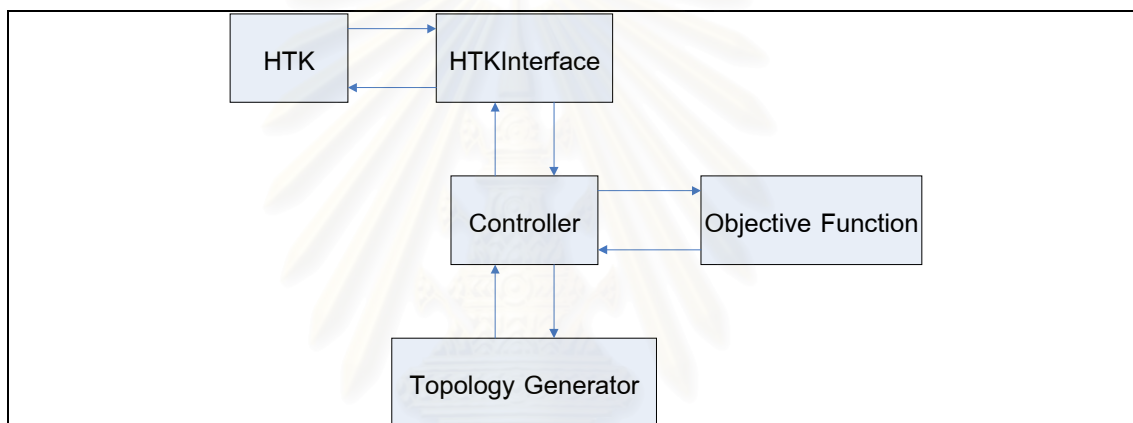 HTK
HTKInterface
Controller
Objective Function
Topology Generator